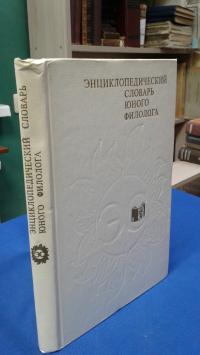 ЭНЦИКЛОПЕДИЧЕСКИЙ
СЛОВАРЬ
ЮНОГО
ФИЛОЛОГА
ЭНЦИКЛОПЕДИЧЕСКИЙ СЛОВАРЬ
ЮНОГО ФИЛОЛОГА